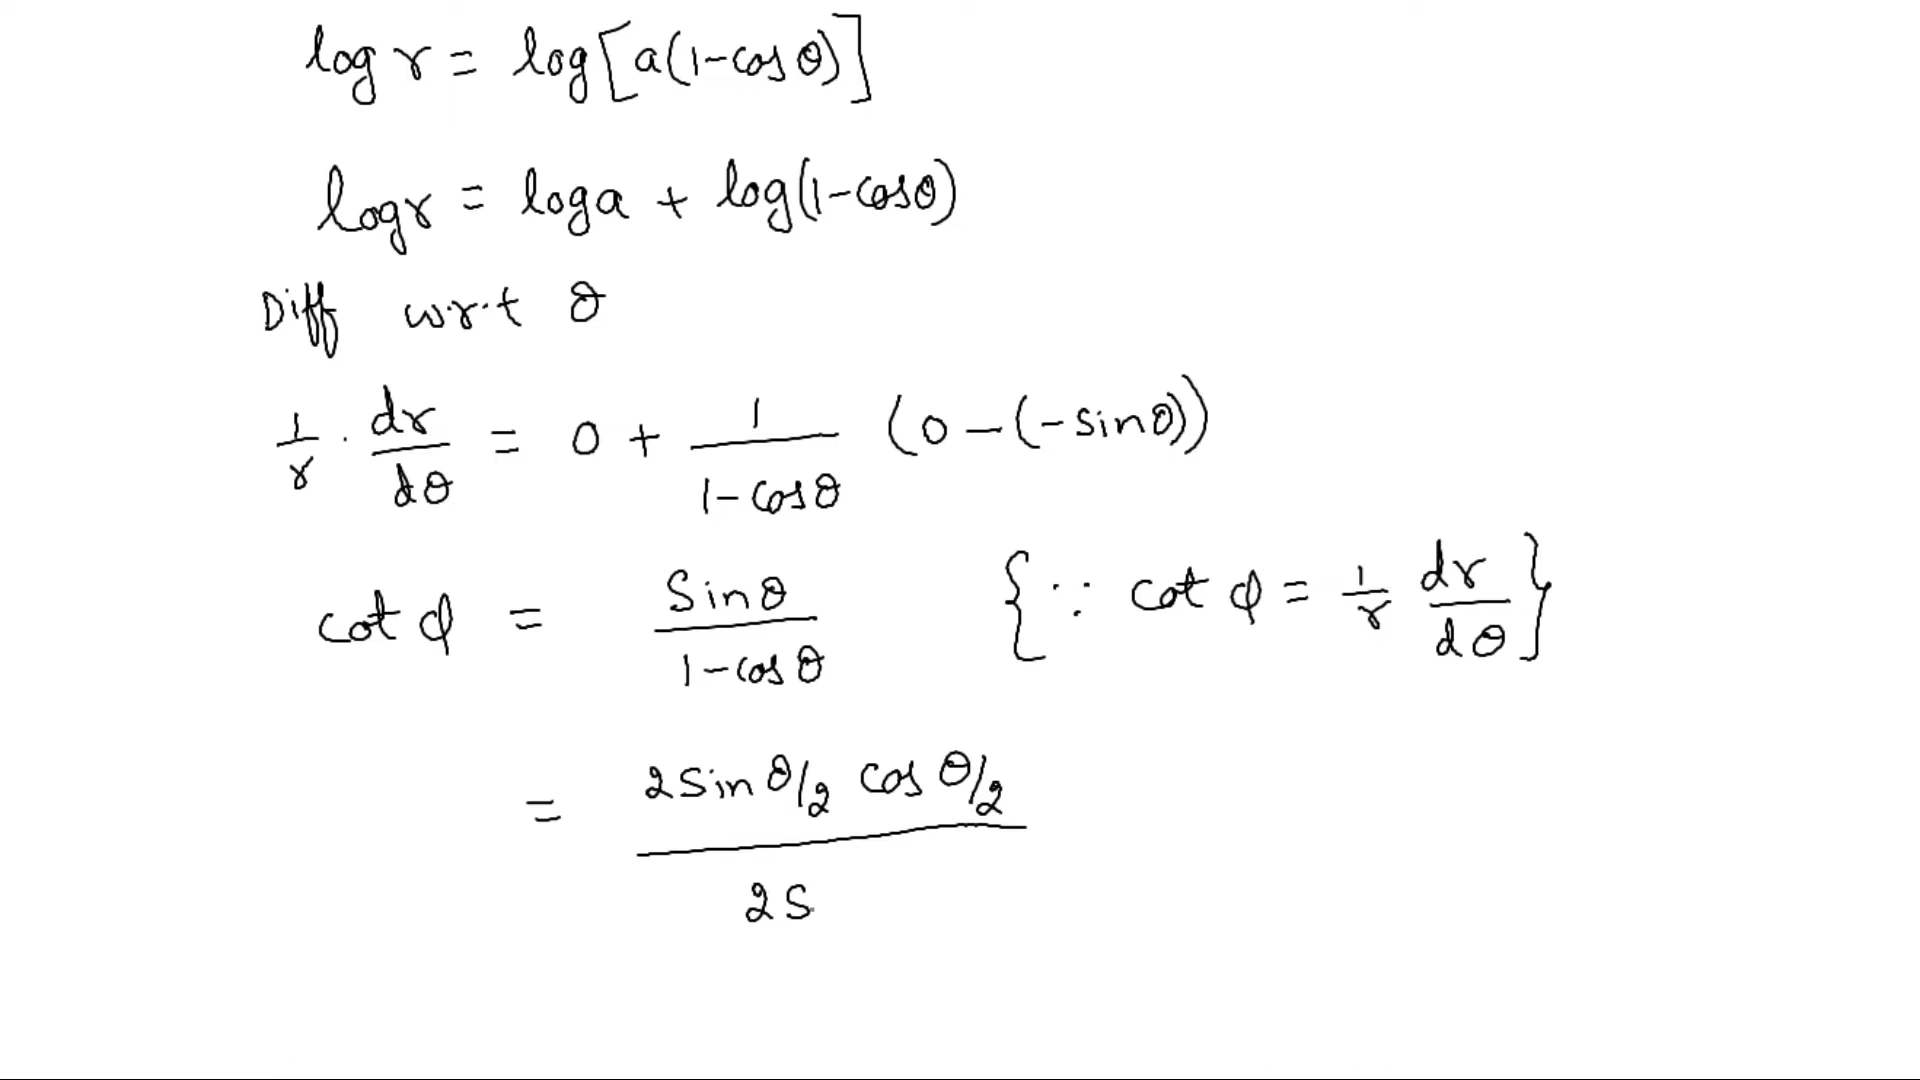 log r = log[a(1-cos θ)]
log r = log a + log(1-cos θ)
Diff w.r.t θ
1/r . dr/dθ = 0 + 1/(1-cos θ) (0-(-sin θ))
cot φ = Sin θ/(1-cos θ) {∵ cot φ = 1/r dr/dθ}
= 2 Sin θ/2 cos θ/2 / 2S